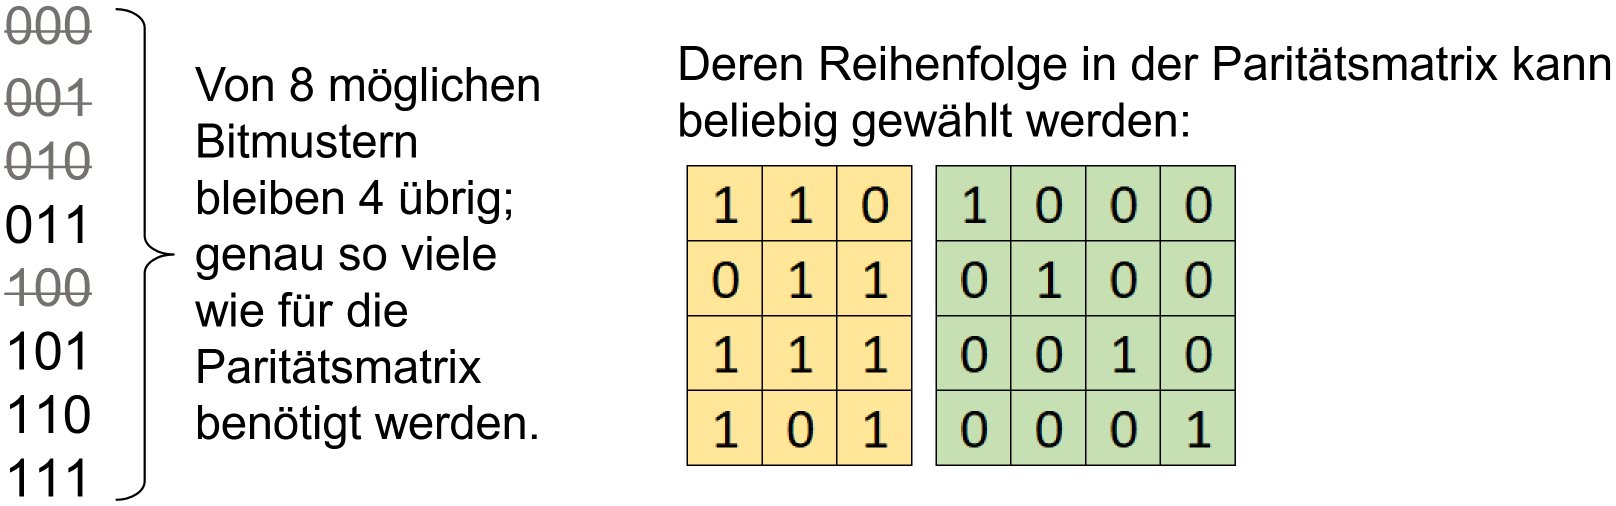 000
001
010
011
100
101
110
111
Von 8 möglichen
Bitmustern
bleiben 4 übrig;
genau so viele
wie für die
Paritätsmatrix
benötigt werden.
Deren Reihenfolge in der Paritätsmatrix kann
beliebig gewählt werden:
1 1 0 1 0 0 0
0 1 1 0 1 0 0
1 1 1 0 0 1 0
1 0 1 0 0 0 1